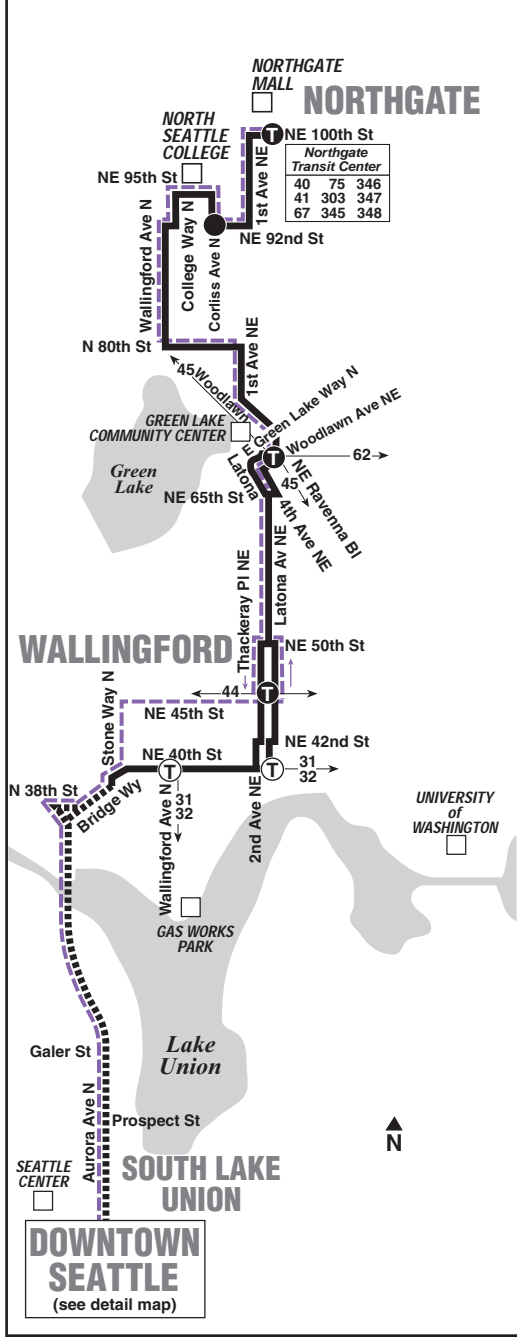 NORTHGATE
MALL
NORTHGATE
NORTH
SEATTLE
COLLEGE
T
NE 100th St
Northgate
Transit Center
40 75 346
41 303 347
67 345 348
NE 95th St
1st Ave NE
Wallingford Ave N
College Way N
Corliss Ave N
NE 92nd St
N 80th St
1st Ave NE
45
Woodlawn
E Green Lake Way N
GREEN LAKE
COMMUNITY CENTER
Woodlawn Ave NE
T
62
Green
Lake
Latona
45
NE Ravenna Bl
NE 65th St
4th Ave NE
Latona Av NE
Thackeray Pl NE
WALLINGFORD
NE 50th St
Stone Way N
44
T
NE 45th St
NE 42nd St
NE 40th St
T
T
31
32
N 38th St
Bridge Wy
31
32
Wallingford Ave N
2nd Ave NE
UNIVERSITY
of
WASHINGTON
GAS WORKS
PARK
Lake
Union
Galer St
Aurora Ave N
Prospect St
N
SEATTLE
CENTER
SOUTH LAKE
UNION
DOWNTOWN
SEATTLE
(see detail map)